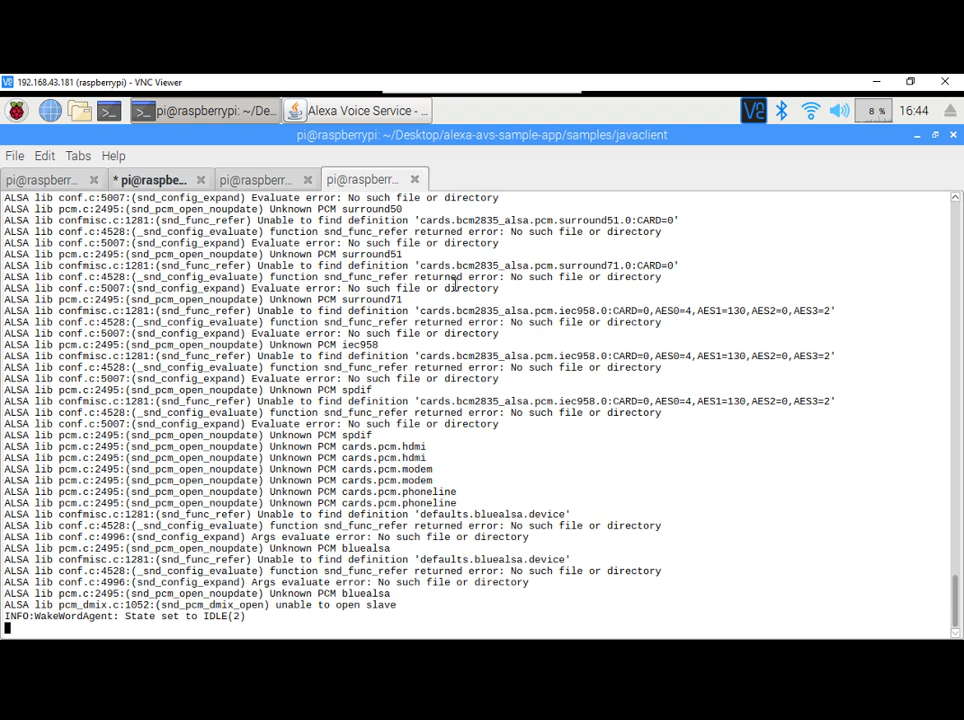 192.168.43.181 (raspberrypi) - VNC Viewer
pi@raspberrypi: ~/De...
Alexa Voice Service - ...
8 %
16:44
pi@raspberrypi: ~/Desktop/alexa-avs-sample-app/samples/javaclient
File Edit Tabs Help
pi@raspberr...
* pi@raspbe...
pi@raspberr...
pi@raspberr...
ALSA lib conf.c:5007:(snd_config_expand) Evaluate error: No such file or directory
ALSA lib pcm.c:2495:(snd_pcm_open_noupdate) Unknown PCM surround50
ALSA lib confmisc.c:1281:(snd_func_refer) Unable to find definition 'cards.bcm2835_alsa.pcm.surround51.0:CARD=0'
ALSA lib conf.c:4528:(_snd_config_evaluate) function snd_func_refer returned error: No such file or directory
ALSA lib conf.c:5007:(snd_config_expand) Evaluate error: No such file or directory
ALSA lib pcm.c:2495:(snd_pcm_open_noupdate) Unknown PCM surround51
ALSA lib confmisc.c:1281:(snd_func_refer) Unable to find definition 'cards.bcm2835_alsa.pcm.surround71.0:CARD=0'
ALSA lib conf.c:4528:(_snd_config_evaluate) function snd_func_refer returned error: No such file or directory
ALSA lib conf.c:5007:(snd_config_expand) Evaluate error: No such file or directory
ALSA lib pcm.c:2495:(snd_pcm_open_noupdate) Unknown PCM surround71
ALSA lib confmisc.c:1281:(snd_func_refer) Unable to find definition 'cards.bcm2835_alsa.pcm.iec958.0:CARD=0,AES0=4,AES1=130,AES2=0,AES3=2'
ALSA lib conf.c:4528:(_snd_config_evaluate) function snd_func_refer returned error: No such file or directory
ALSA lib conf.c:5007:(snd_config_expand) Evaluate error: No such file or directory
ALSA lib pcm.c:2495:(snd_pcm_open_noupdate) Unknown PCM iec958
ALSA lib confmisc.c:1281:(snd_func_refer) Unable to find definition 'cards.bcm2835_alsa.pcm.iec958.0:CARD=0,AES0=4,AES1=130,AES2=0,AES3=2'
ALSA lib conf.c:4528:(_snd_config_evaluate) function snd_func_refer returned error: No such file or directory
ALSA lib conf.c:5007:(snd_config_expand) Evaluate error: No such file or directory
ALSA lib pcm.c:2495:(snd_pcm_open_noupdate) Unknown PCM spdif
ALSA lib confmisc.c:1281:(snd_func_refer) Unable to find definition 'cards.bcm2835_alsa.pcm.iec958.0:CARD=0,AES0=4,AES1=130,AES2=0,AES3=2'
ALSA lib conf.c:4528:(_snd_config_evaluate) function snd_func_refer returned error: No such file or directory
ALSA lib conf.c:5007:(snd_config_expand) Evaluate error: No such file or directory
ALSA lib pcm.c:2495:(snd_pcm_open_noupdate) Unknown PCM spdif
ALSA lib pcm.c:2495:(snd_pcm_open_noupdate) Unknown PCM cards.pcm.hdmi
ALSA lib pcm.c:2495:(snd_pcm_open_noupdate) Unknown PCM cards.pcm.hdmi
ALSA lib pcm.c:2495:(snd_pcm_open_noupdate) Unknown PCM cards.pcm.modem
ALSA lib pcm.c:2495:(snd_pcm_open_noupdate) Unknown PCM cards.pcm.modem
ALSA lib pcm.c:2495:(snd_pcm_open_noupdate) Unknown PCM cards.pcm.phoneline
ALSA lib pcm.c:2495:(snd_pcm_open_noupdate) Unknown PCM cards.pcm.phoneline
ALSA lib confmisc.c:1281:(snd_func_refer) Unable to find definition 'defaults.bluealsa.device'
ALSA lib conf.c:4528:(_snd_config_evaluate) function snd_func_refer returned error: No such file or directory
ALSA lib conf.c:4996:(snd_config_expand) Args evaluate error: No such file or directory
ALSA lib pcm.c:2495:(snd_pcm_open_noupdate) Unknown PCM bluealsa
ALSA lib confmisc.c:1281:(snd_func_refer) Unable to find definition 'defaults.bluealsa.device'
ALSA lib conf.c:4528:(_snd_config_evaluate) function snd_func_refer returned error: No such file or directory
ALSA lib conf.c:4996:(snd_config_expand) Args evaluate error: No such file or directory
ALSA lib pcm.c:2495:(snd_pcm_open_noupdate) Unknown PCM bluealsa
ALSA lib pcm_dmix.c:1052:(snd_pcm_dmix_open) unable to open slave
INFO:WakeWordAgent: State set to IDLE(2)